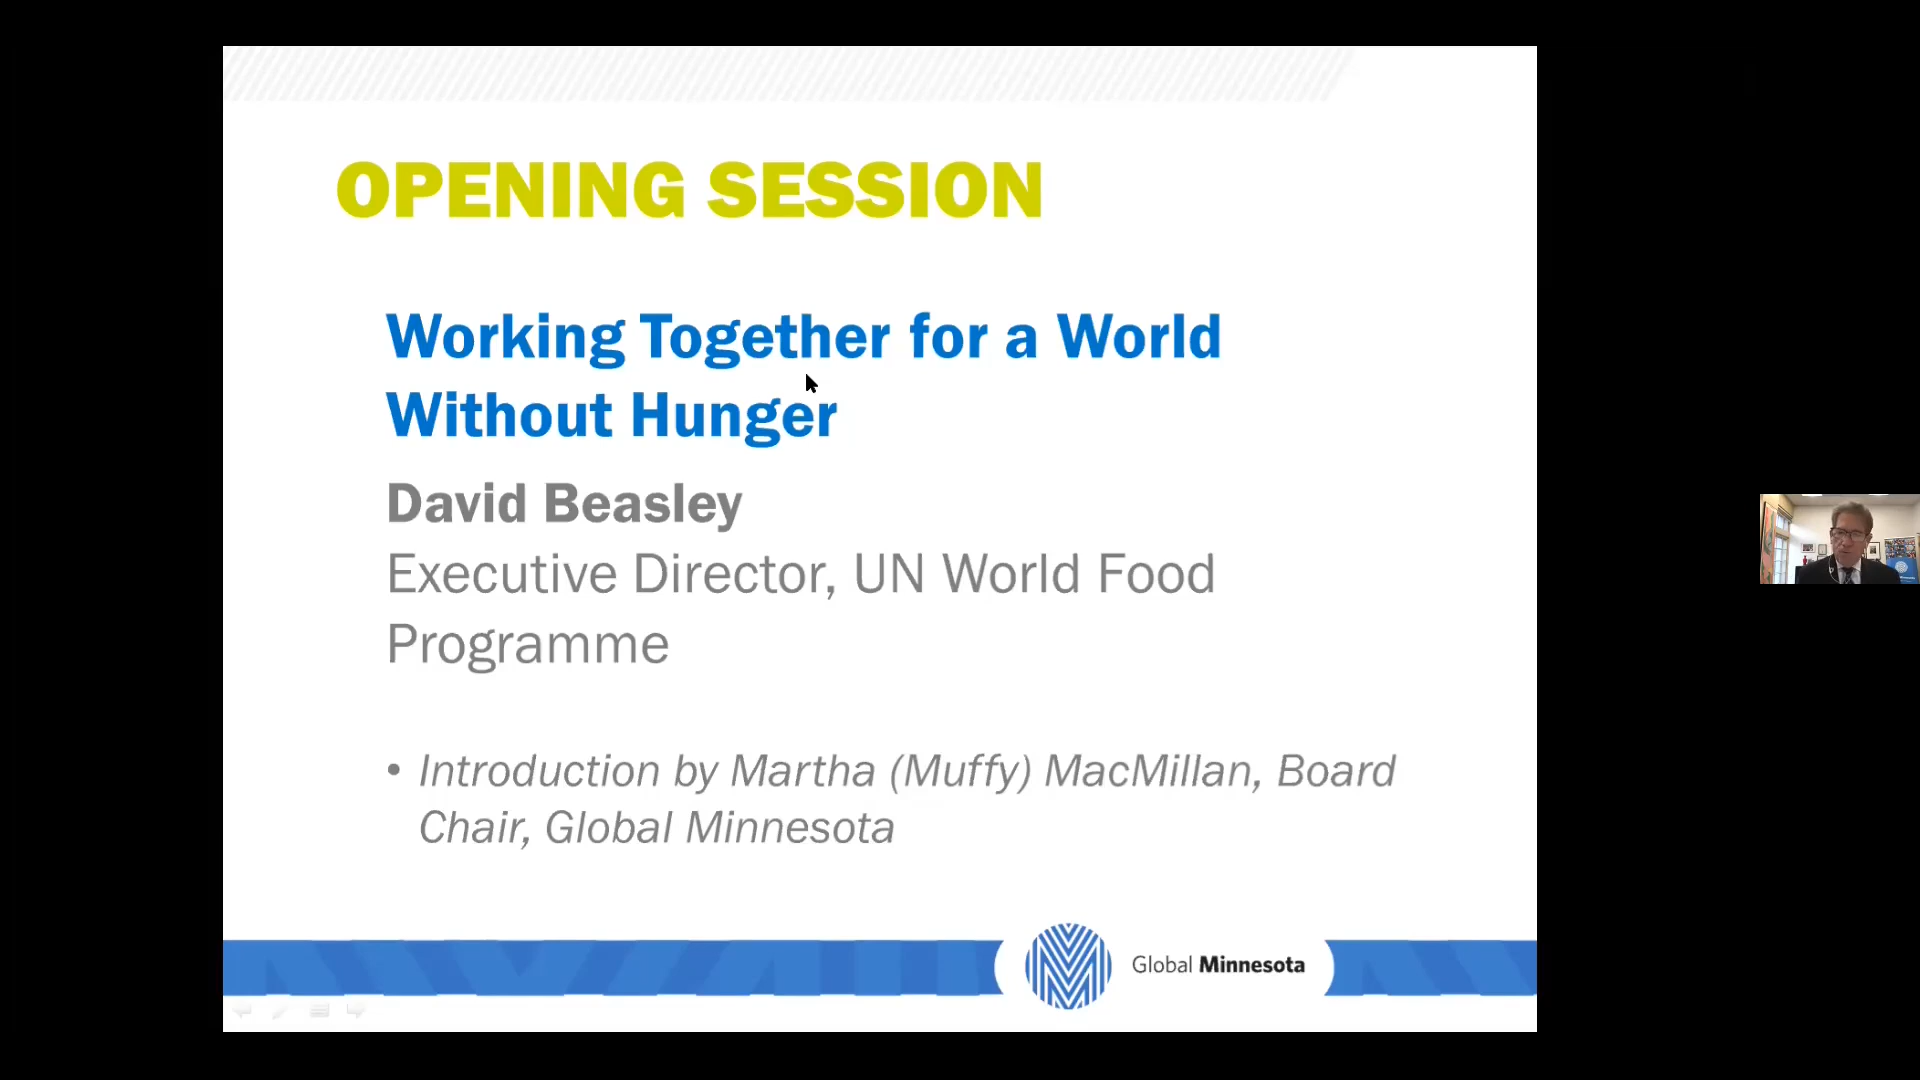 OPENING SESSION
Working Together for a World
Without Hunger
David Beasley
Executive Director, UN World Food
Programme
• Introduction by Martha (Muffy) MacMillan, Board
Chair, Global Minnesota
Global Minnesota